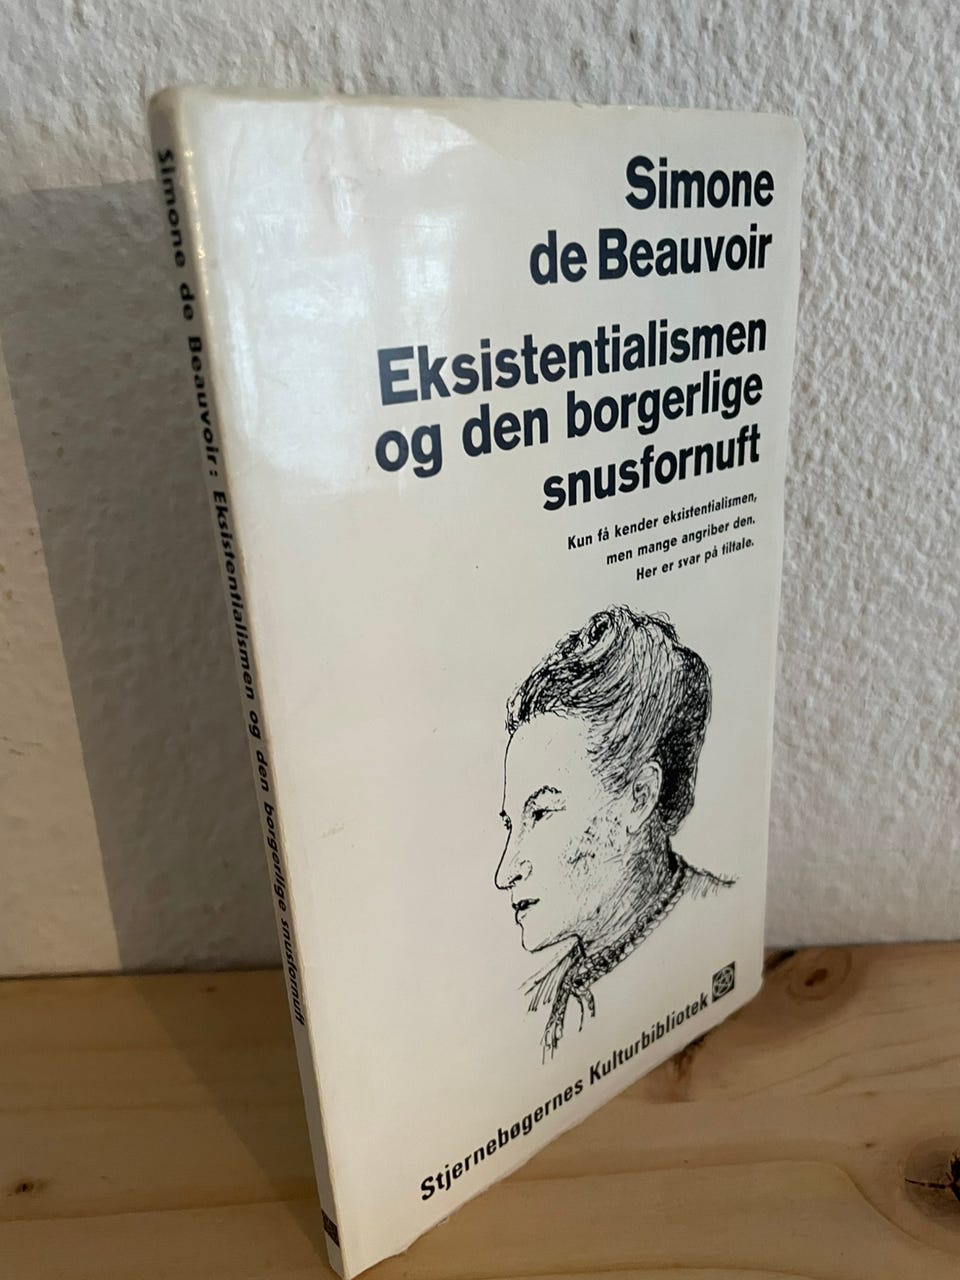 Simone
de Beauvoir
Eksistentialismen
og den borgerlige
snusfornuft
Kun få kender eksistentialismen,
men mange angriber den.
Her er svar på tiltale.
Stjernebøgernes Kulturbibliotek
Simone de Beauvoir: Eksistentialismen og den borgerlige snusfornuft